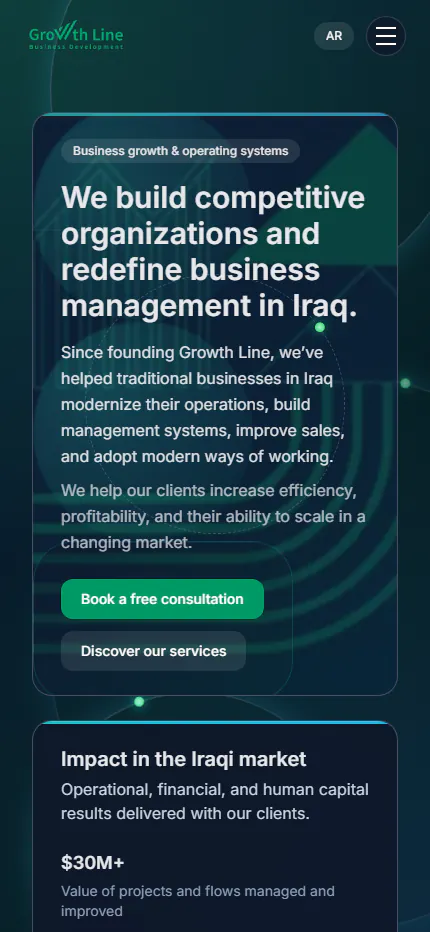 Growth Line
Business Development
AR
Business growth & operating systems
We build competitive
organizations and
redefine business
management in Iraq.
Since founding Growth Line, we’ve
helped traditional businesses in Iraq
modernize their operations, build
management systems, improve sales,
and adopt modern ways of working.
We help our clients increase efficiency,
profitability, and their ability to scale in a
changing market.
Book a free consultation
Discover our services
Impact in the Iraqi market
Operational, financial, and human capital
results delivered with our clients.
$30M+
Value of projects and flows managed and
improved